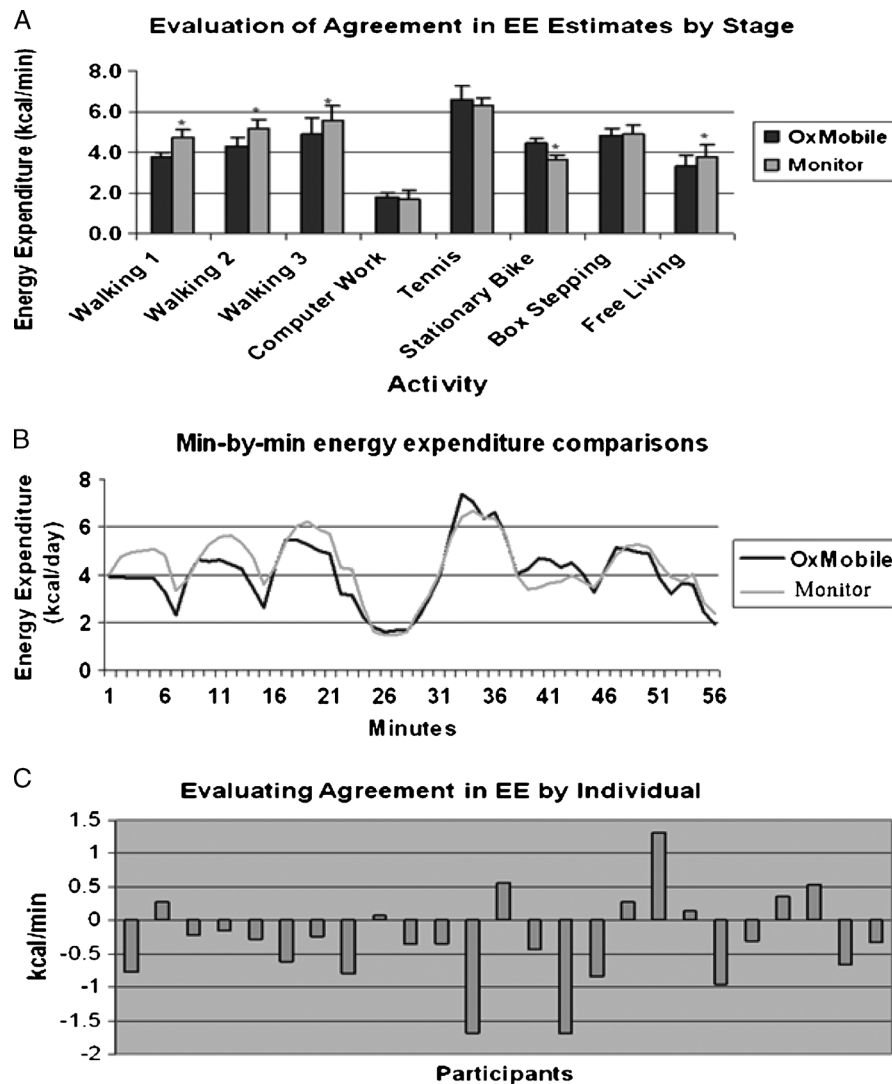 A
Evaluation of Agreement in EE Estimates by Stage
Energy Expenditure (kcal/min)
8.0
6.0
4.0
2.0
0.0
* * * * *
OxMobile
Monitor
Walking 1
Walking 2
Walking 3
Computer Work
Tennis
Stationary Bike
Box Stepping
Free Living
Activity
B
Min-by-min energy expenditure comparisons
Energy Expenditure
(kcal/day)
8
6
4
2
0
OxMobile
Monitor
1 6 11 16 21 26 31 36 41 46 51 56
Minutes
C
Evaluating Agreement in EE by Individual
kcal/min
1.5
1
0.5
0
-0.5
-1
-1.5
-2
Participants